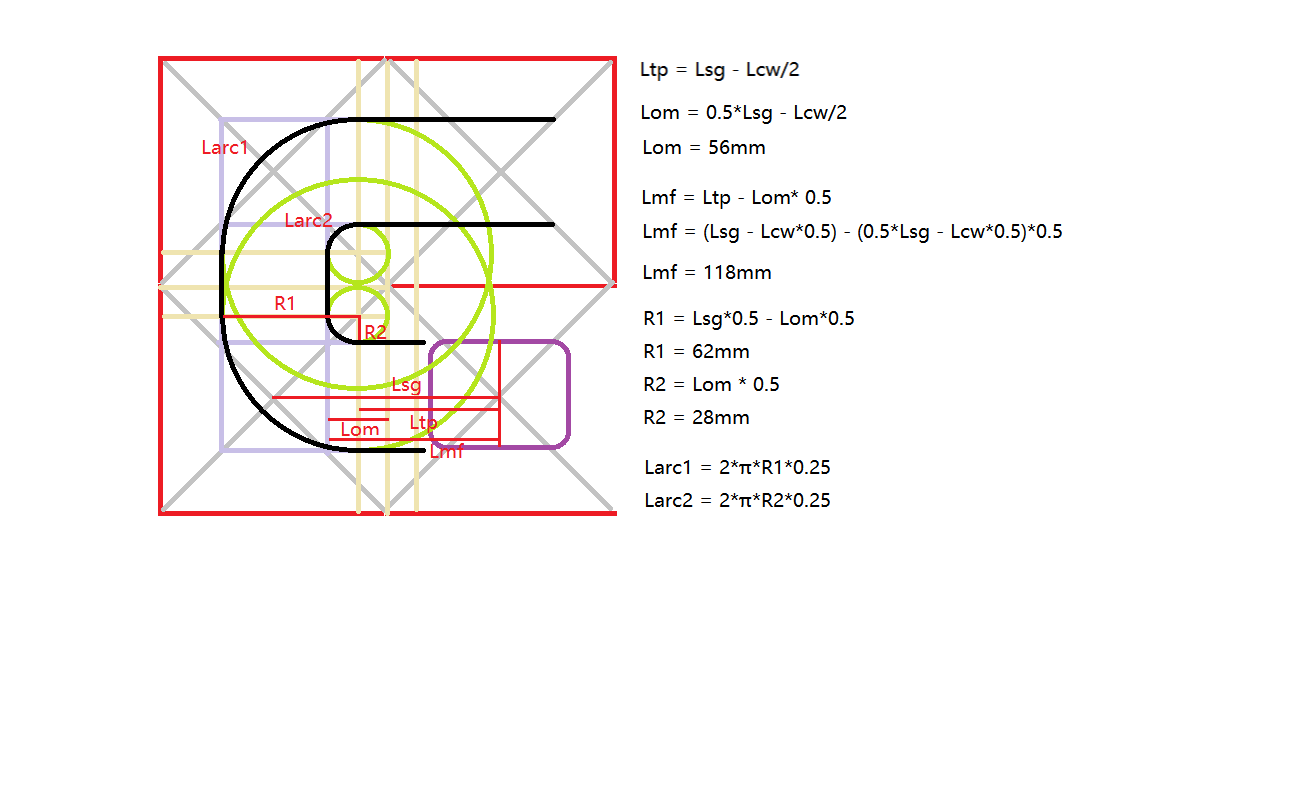 Ltp = Lsg - Lcw/2
Lom = 0.5*Lsg - Lcw/2
Larc1
Lom = 56mm
Lmf = Ltp - Lom* 0.5
Larc2
Lmf = (Lsg - Lcw*0.5) - (0.5*Lsg - Lcw*0.5)*0.5
Lmf = 118mm
R1
R1 = Lsg*0.5 - Lom*0.5
R2
R1 = 62mm
Lsg
R2 = Lom * 0.5
R2 = 28mm
Ltp
Lom
Lmf
Larc1 = 2*π*R1*0.25
Larc2 = 2*π*R2*0.25